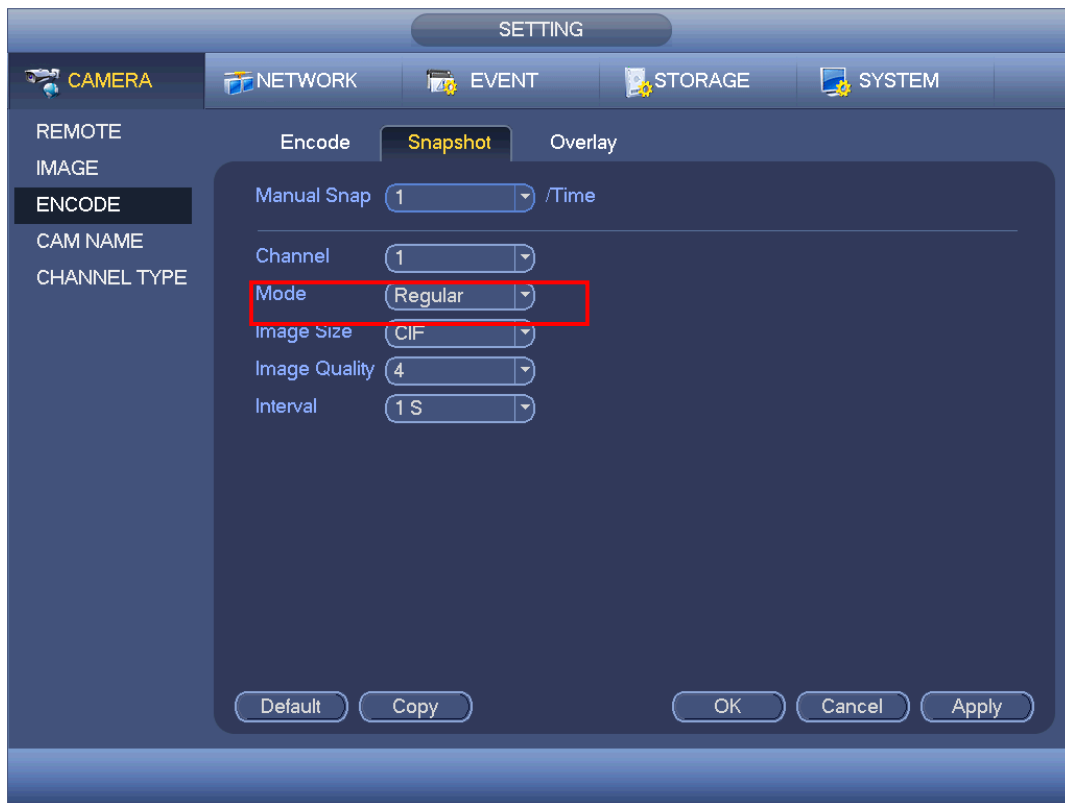 SETTING
CAMERA NETWORK EVENT STORAGE SYSTEM
REMOTE
IMAGE
ENCODE
CAM NAME
CHANNEL TYPE
Encode Snapshot Overlay
Manual Snap 1 /Time
Channel 1
Mode Regular
Image Size CIF
Image Quality 4
Interval 1 S
Default Copy OK Cancel Apply